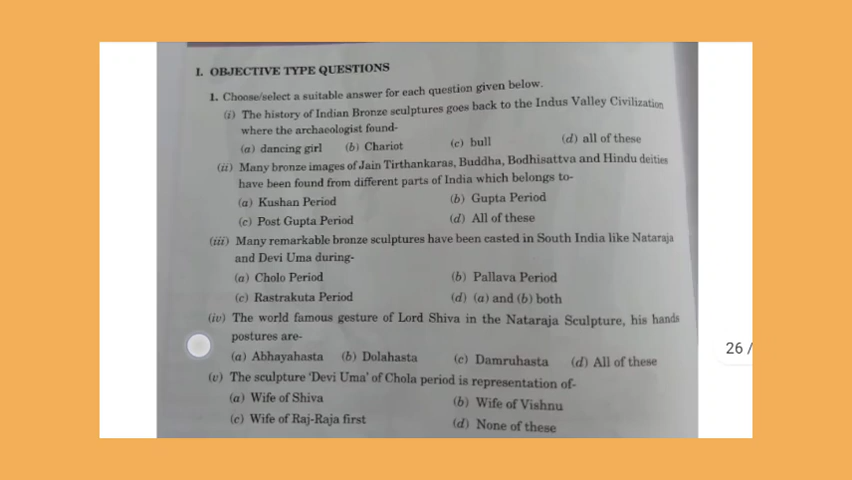 I. OBJECTIVE TYPE QUESTIONS
1. Choose/select a suitable answer for each question given below.
(i) The history of Indian Bronze sculptures goes back to the Indus Valley Civilization
where the archaeologist found-
(a) dancing girl (b) Chariot (c) bull (d) all of these
(ii) Many bronze images of Jain Tirthankaras, Buddha, Bodhisattva and Hindu deities
have been found from different parts of India which belongs to-
(a) Kushan Period (b) Gupta Period
(c) Post Gupta Period (d) All of these
(iii) Many remarkable bronze sculptures have been casted in South India like Nataraja
and Devi Uma during-
(a) Cholo Period (b) Pallava Period
(c) Rastrakuta Period (d) (a) and (b) both
(iv) The world famous gesture of Lord Shiva in the Nataraja Sculpture, his hands
postures are-
(a) Abhayahasta (b) Dolahasta (c) Damruhasta (d) All of these
(v) The sculpture 'Devi Uma' of Chola period is representation of-
(a) Wife of Shiva (b) Wife of Vishnu
(c) Wife of Raj-Raja first (d) None of these
26 /